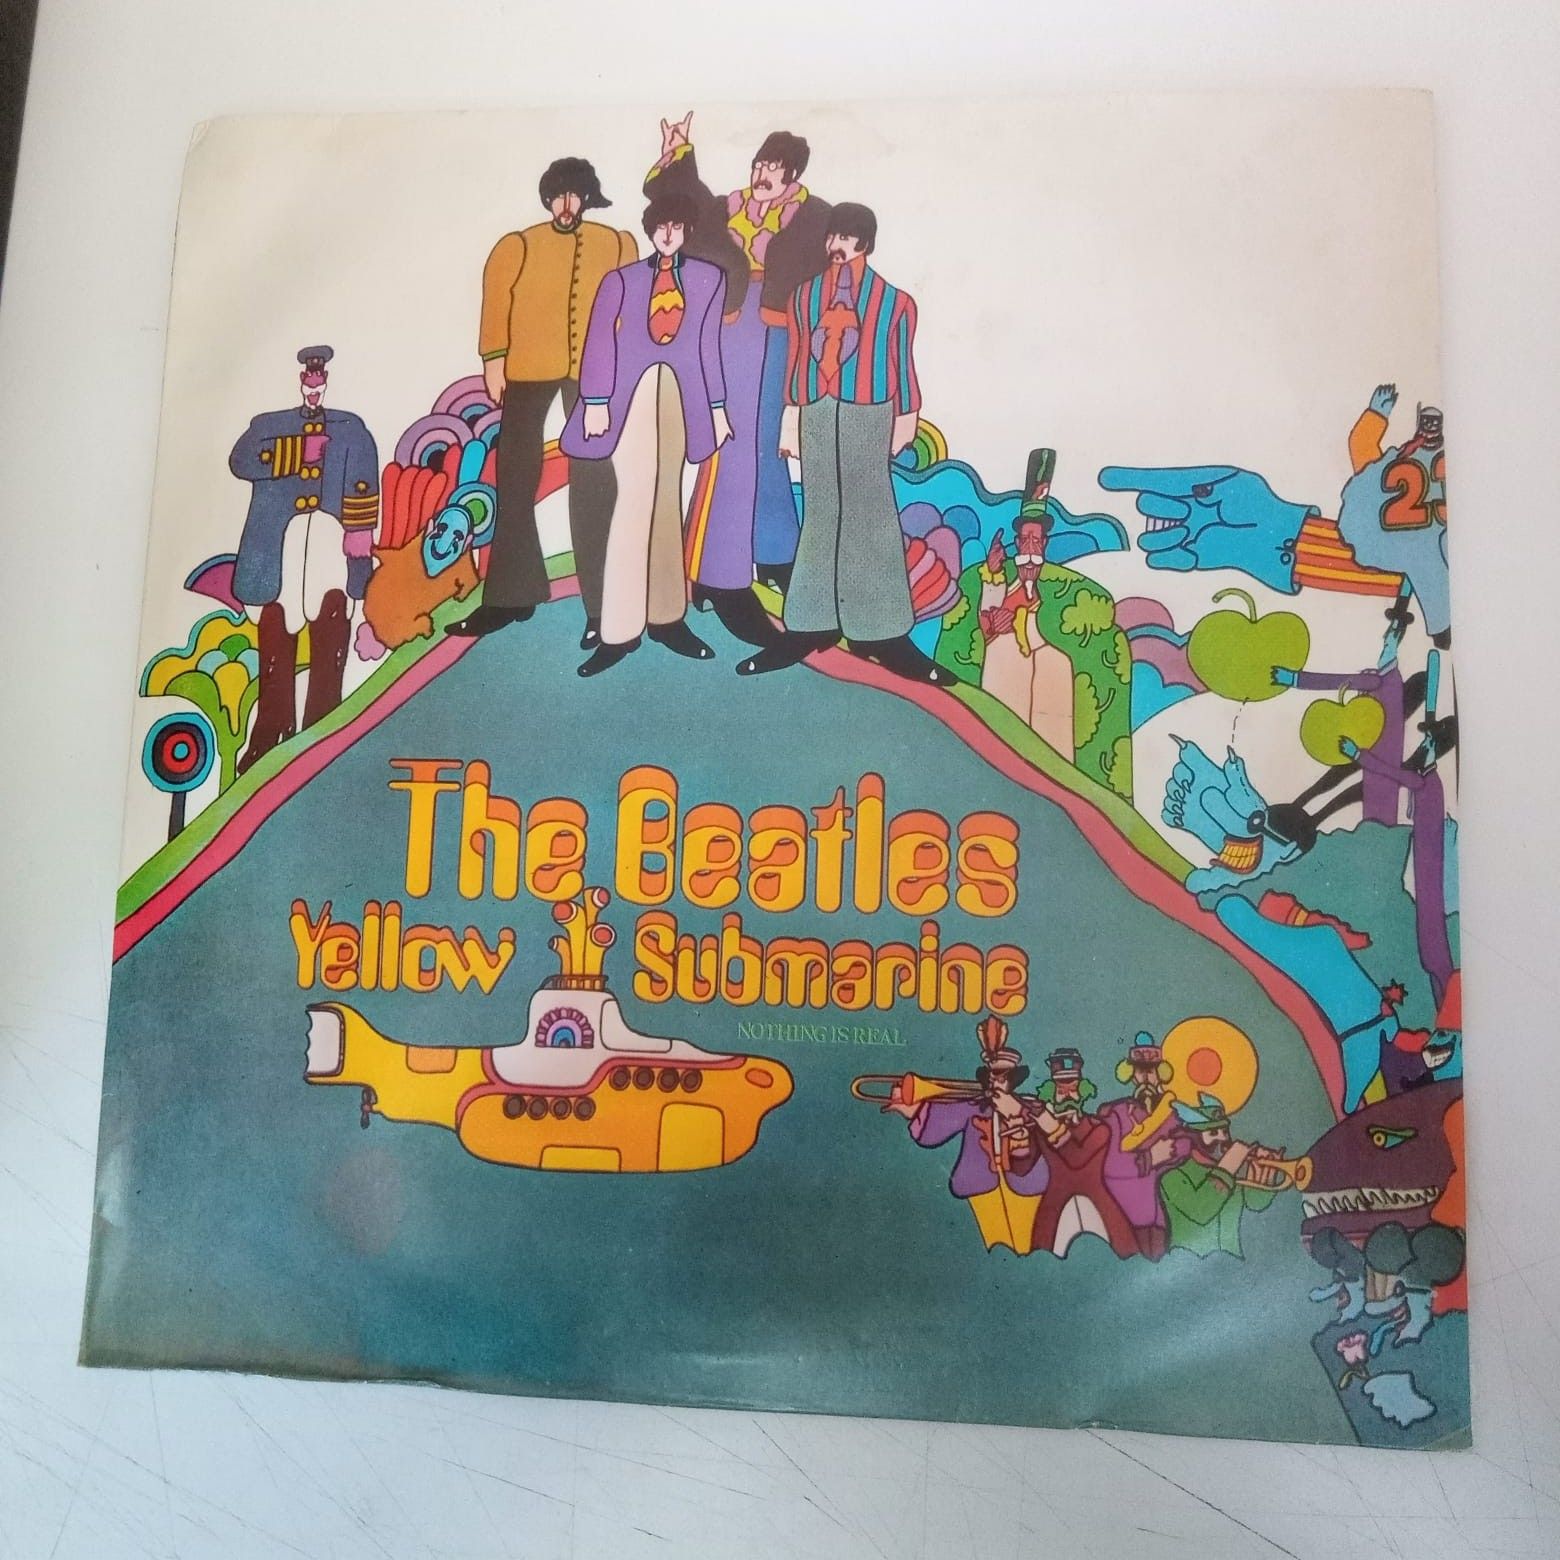 The Beatles
Yellow Submarine
NOTHING IS REAL
23